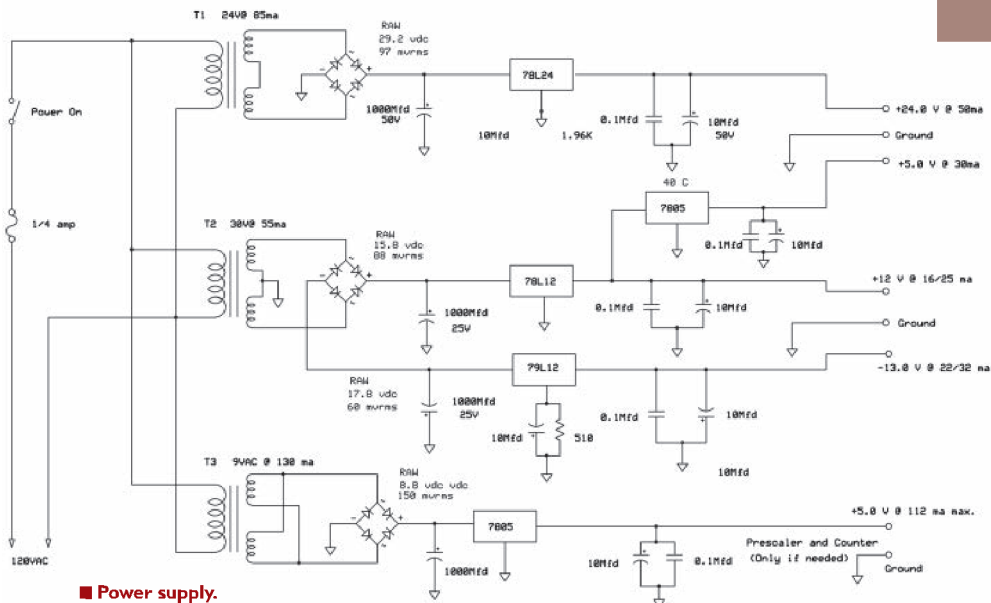 T1 24V@ 85ma
RAW
29.2 vdc
97 mvrms
78L24
1000Mfd
50V
10Mfd
1.96K
0.1Mfd
10Mfd
50V
+24.0 V @ 50ma
Ground
+5.0 V @ 30ma
Power On
1/4 amp
40 C
7805
0.1Mfd
10Mfd
T2 30V@ 55ma
RAW
15.8 vdc
88 mvrms
78L12
1000Mfd
25V
0.1Mfd
10Mfd
+12 V @ 16/25 ma
Ground
-13.0 V @ 22/32 ma
RAW
17.8 vdc
60 mvrms
79L12
1000Mfd
25V
10Mfd
510
0.1Mfd
10Mfd
10Mfd
T3 9VAC @ 130 ma
RAW
8.8 vdc vdc
150 mvrms
7805
1000Mfd
10Mfd
0.1Mfd
+5.0 V @ 112 ma max.
Prescaler and Counter
(Only if needed)
Ground
120VAC
■ Power supply.